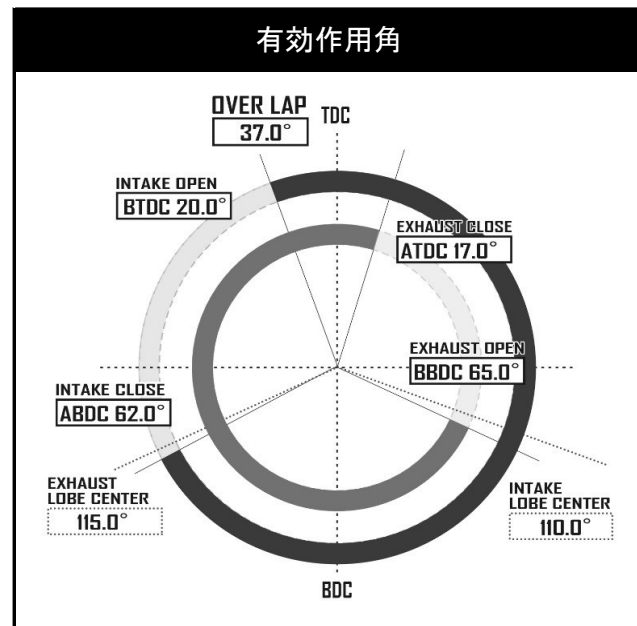 有効作用角
OVER LAP
37.0°
TDC
INTAKE OPEN
BTDC 20.0°
EXHAUST CLOSE
ATDC 17.0°
EXHAUST OPEN
BBDC 65.0°
INTAKE CLOSE
ABDC 62.0°
EXHAUST
LOBE CENTER
115.0°
INTAKE
LOBE CENTER
110.0°
BDC